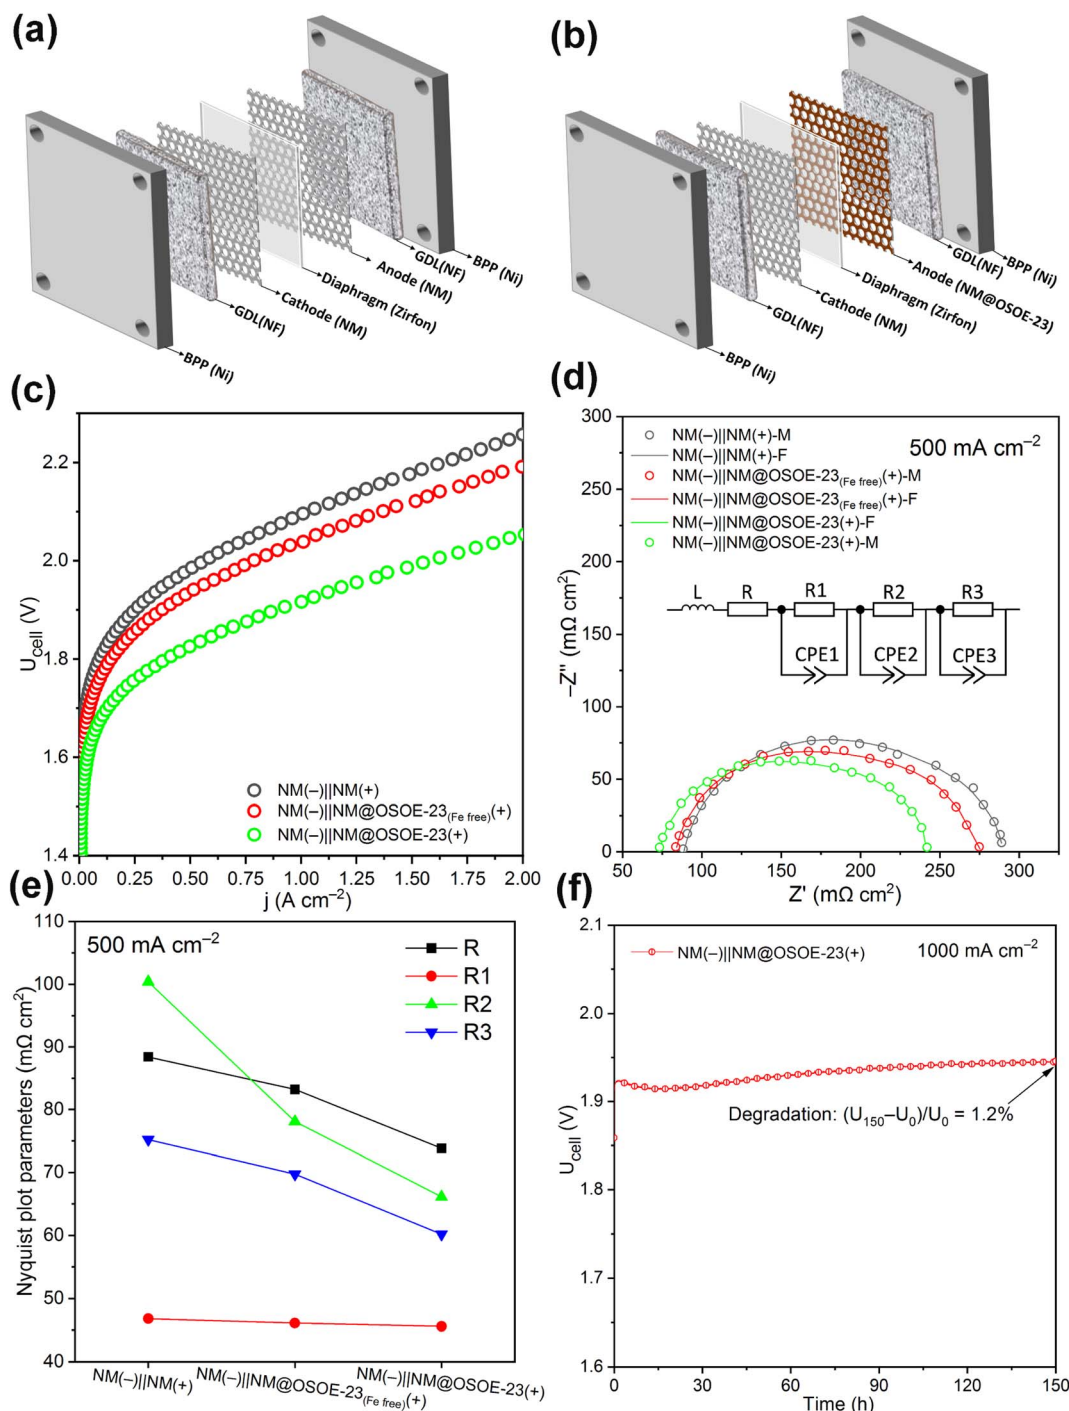 (a)
BPP (Ni)
GDL(NF)
Anode (NM)
Diaphragm (Zirfon)
Cathode (NM)
GDL(NF)
BPP (Ni)
(b)
BPP (Ni)
GDL(NF)
Anode (NM@OSOE-23)
Diaphragm (Zirfon)
Cathode (NM)
GDL(NF)
BPP (Ni)
(c)
U_cell (V)
2.2
2.0
1.8
1.6
1.4
NM(–)||NM(+)
NM(–)||NM@OSOE-23(Fe free)(+)
NM(–)||NM@OSOE-23(+)
0.00 0.25 0.50 0.75 1.00 1.25 1.50 1.75 2.00
j (A cm–2)
(d)
–Z'' (mΩ cm2)
300
250
200
150
100
50
0
NM(–)||NM(+)-M
500 mA cm–2
NM(–)||NM(+)-F
NM(–)||NM@OSOE-23(Fe free)(+)-M
NM(–)||NM@OSOE-23(Fe free)(+)-F
NM(–)||NM@OSOE-23(+)-F
NM(–)||NM@OSOE-23(+)-M
L R R1 R2 R3
CPE1 CPE2 CPE3
50 100 150 200 250 300
Z' (mΩ cm2)
(e)
Nyquist plot parameters (mΩ cm2)
110
100
90
80
70
60
50
40
500 mA cm–2
R
R1
R2
R3
NM(–)||NM(+)
NM(–)||NM@OSOE-23(Fe free)(+)
NM(–)||NM@OSOE-23(+)
(f)
U_cell (V)
2.1
2.0
1.9
1.8
1.7
1.6
NM(–)||NM@OSOE-23(+)
1000 mA cm–2
Degradation: (U150–U0)/U0 = 1.2%
0 30 60 90 120 150
Time (h)